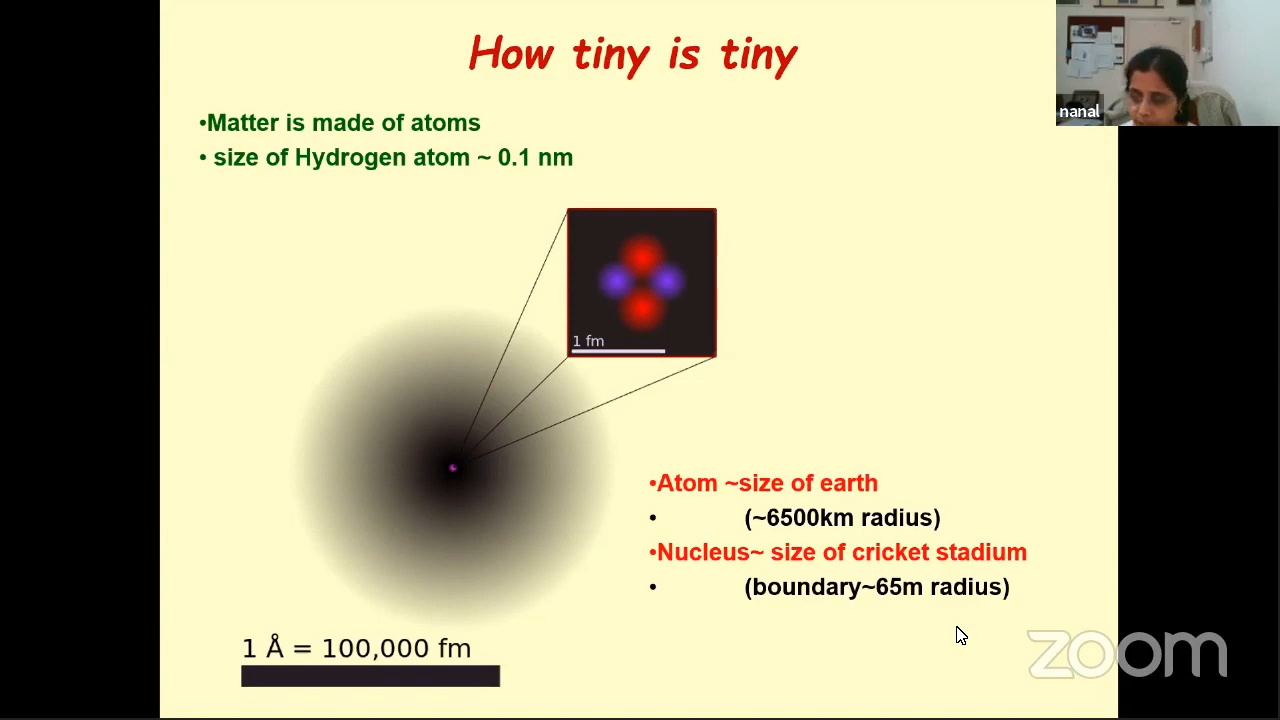 How tiny is tiny
nanal
•Matter is made of atoms
• size of Hydrogen atom ~ 0.1 nm
1 fm
•Atom ~size of earth
• (~6500km radius)
•Nucleus~ size of cricket stadium
• (boundary~65m radius)
1 Å = 100,000 fm
zoom